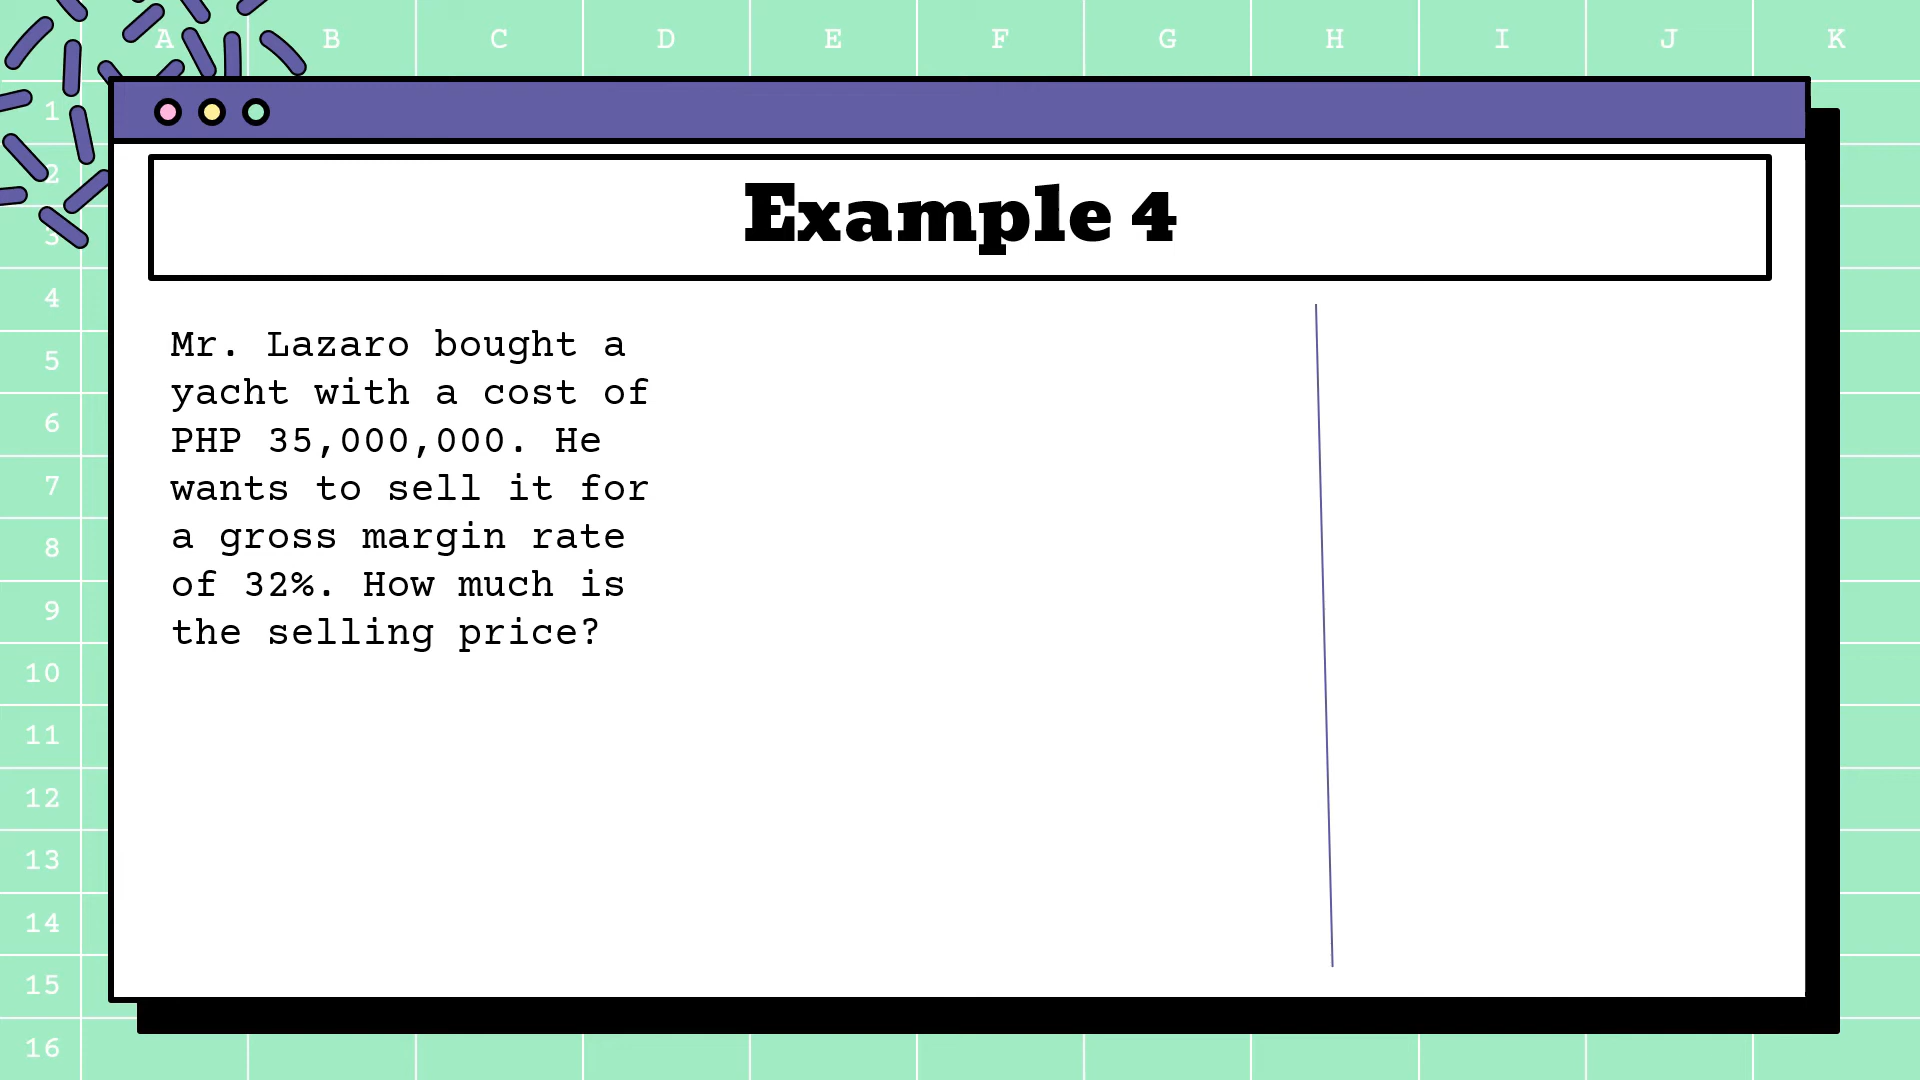 A B C D E F G H I J K
1
2
3
4
5
6
7
8
9
10
11
12
13
14
15
16
Example 4
Mr. Lazaro bought a
yacht with a cost of
PHP 35,000,000. He
wants to sell it for
a gross margin rate
of 32%. How much is
the selling price?